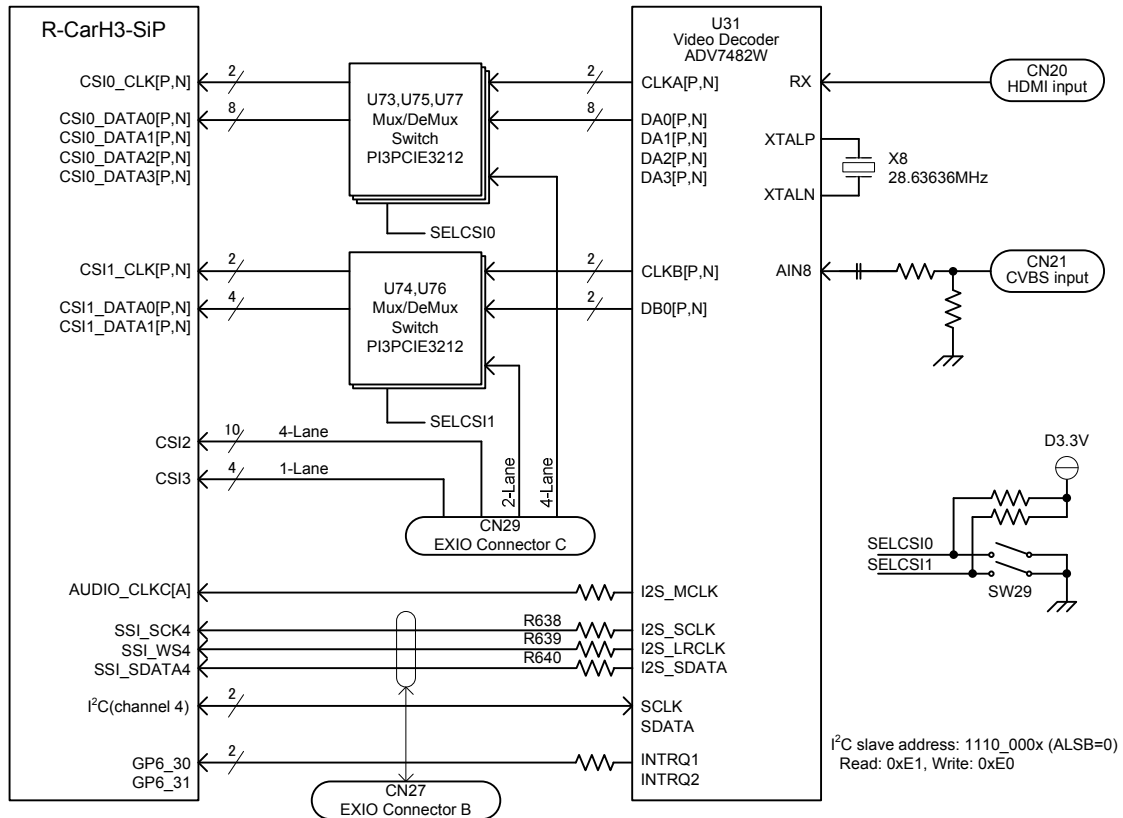 R-CarH3-SiP
CSI0_CLK[P,N]
CSI0_DATA0[P,N]
CSI0_DATA1[P,N]
CSI0_DATA2[P,N]
CSI0_DATA3[P,N]
CSI1_CLK[P,N]
CSI1_DATA0[P,N]
CSI1_DATA1[P,N]
CSI2
CSI3
AUDIO_CLKC[A]
SSI_SCK4
SSI_WS4
SSI_SDATA4
I²C(channel 4)
GP6_30
GP6_31
2
8
2
4
10
4-Lane
4
1-Lane
2
2
U73,U75,U77
Mux/DeMux
Switch
PI3PCIE3212
SELCSI0
U74,U76
Mux/DeMux
Switch
PI3PCIE3212
SELCSI1
2-Lane
4-Lane
CN29
EXIO Connector C
R638
R639
R640
CN27
EXIO Connector B
2
8
2
2
U31
Video Decoder
ADV7482W
CLKA[P,N]
DA0[P,N]
DA1[P,N]
DA2[P,N]
DA3[P,N]
CLKB[P,N]
DB0[P,N]
I2S_MCLK
I2S_SCLK
I2S_LRCLK
I2S_SDATA
SCLK
SDATA
INTRQ1
INTRQ2
RX
XTALP
XTALN
AIN8
CN20
HDMI input
X8
28.63636MHz
CN21
CVBS input
D3.3V
SELCSI0
SELCSI1
SW29
I²C slave address: 1110_000x (ALSB=0)
Read: 0xE1, Write: 0xE0